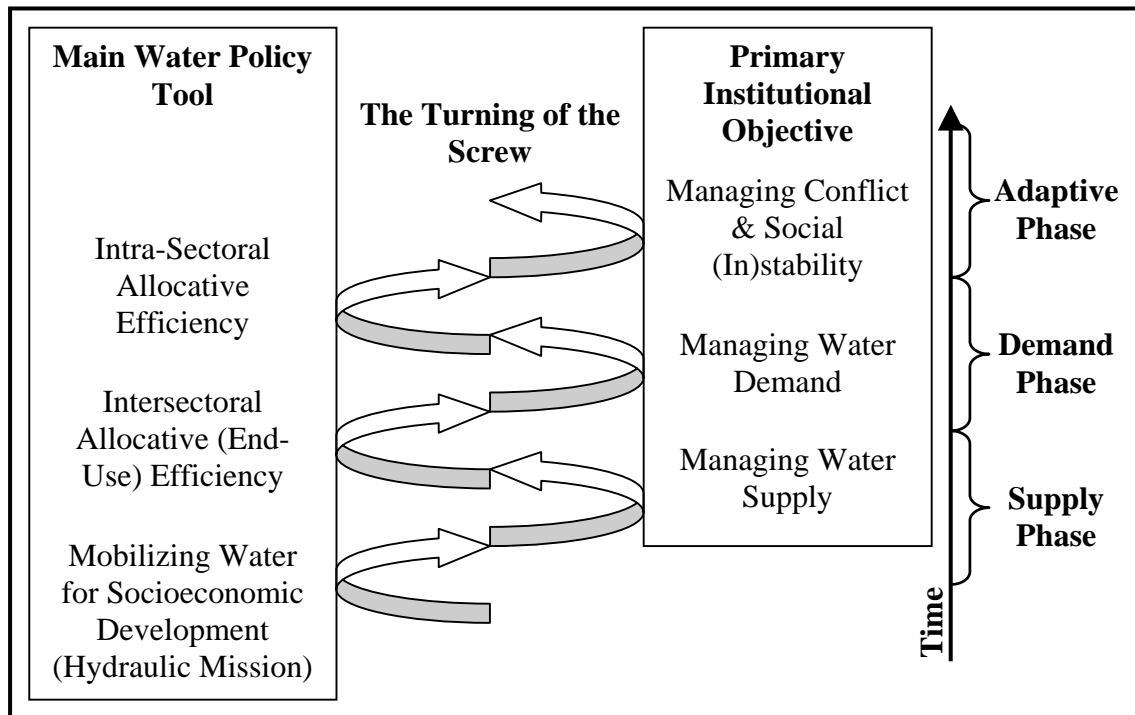 Main Water Policy
Tool
Intra-Sectoral
Allocative
Efficiency
Intersectoral
Allocative (End-
Use) Efficiency
Mobilizing Water
for Socioeconomic
Development
(Hydraulic Mission)
The Turning of the
Screw
Primary
Institutional
Objective
Managing Conflict
& Social
(In)stability
Managing Water
Demand
Managing Water
Supply
Time
Adaptive
Phase
Demand
Phase
Supply
Phase